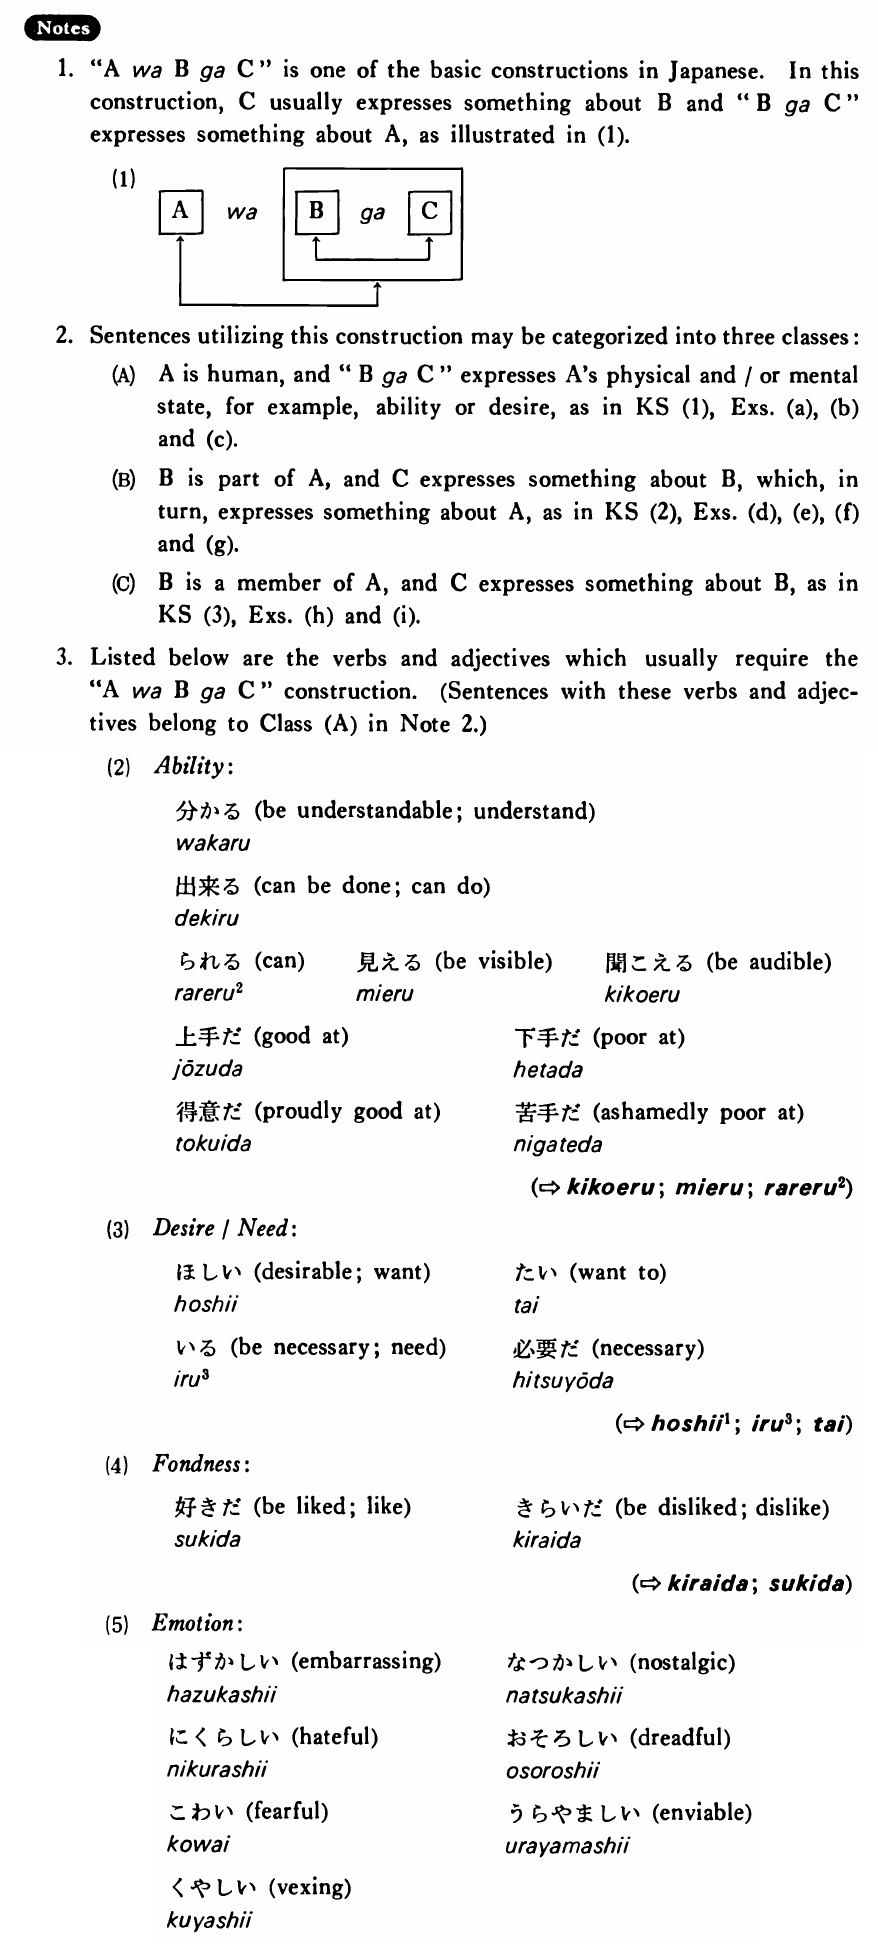 Notes
1. “A wa B ga C” is one of the basic constructions in Japanese. In this
construction, C usually expresses something about B and “B ga C”
expresses something about A, as illustrated in (1).
(1)
A wa B ga C
2. Sentences utilizing this construction may be categorized into three classes:
(A) A is human, and “B ga C” expresses A's physical and / or mental
state, for example, ability or desire, as in KS (1), Exs. (a), (b)
and (c).
(B) B is part of A, and C expresses something about B, which, in
turn, expresses something about A, as in KS (2), Exs. (d), (e), (f)
and (g).
(C) B is a member of A, and C expresses something about B, as in
KS (3), Exs. (h) and (i).
3. Listed below are the verbs and adjectives which usually require the
“A wa B ga C” construction. (Sentences with these verbs and adjec-
tives belong to Class (A) in Note 2.)
(2) Ability:
分かる (be understandable; understand)
wakaru
出来る (can be done; can do)
dekiru
られる (can) 見える (be visible) 聞こえる (be audible)
rareru² mieru kikoeru
上手だ (good at) 下手だ (poor at)
jōzuda hetada
得意だ (proudly good at) 苦手だ (ashamedly poor at)
tokuida nigateda
(⇨ kikoeru; mieru; rareru²)
(3) Desire / Need:
ほしい (desirable; want) たい (want to)
hoshii tai
いる (be necessary; need) 必要だ (necessary)
iru³ hitsuyōda
(⇨ hoshii¹; iru³; tai)
(4) Fondness:
好きだ (be liked; like) きらいだ (be disliked; dislike)
sukida kiraida
(⇨ kiraida; sukida)
(5) Emotion:
はずかしい (embarrassing) なつかしい (nostalgic)
hazukashii natsukashii
にくらしい (hateful) おそろしい (dreadful)
nikurashii osoroshii
こわい (fearful) うらやましい (enviable)
kowai urayamashii
くやしい (vexing)
kuyashii